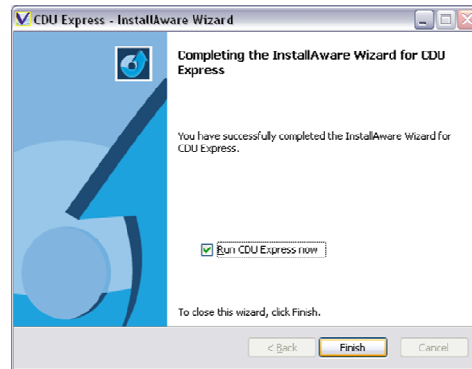 CDU Express - InstallAware Wizard
Completing the InstallAware Wizard for CDU
Express
You have successfully completed the InstallAware Wizard for
CDU Express.
Run CDU Express now
To close this wizard, click Finish.
< Back Finish Cancel